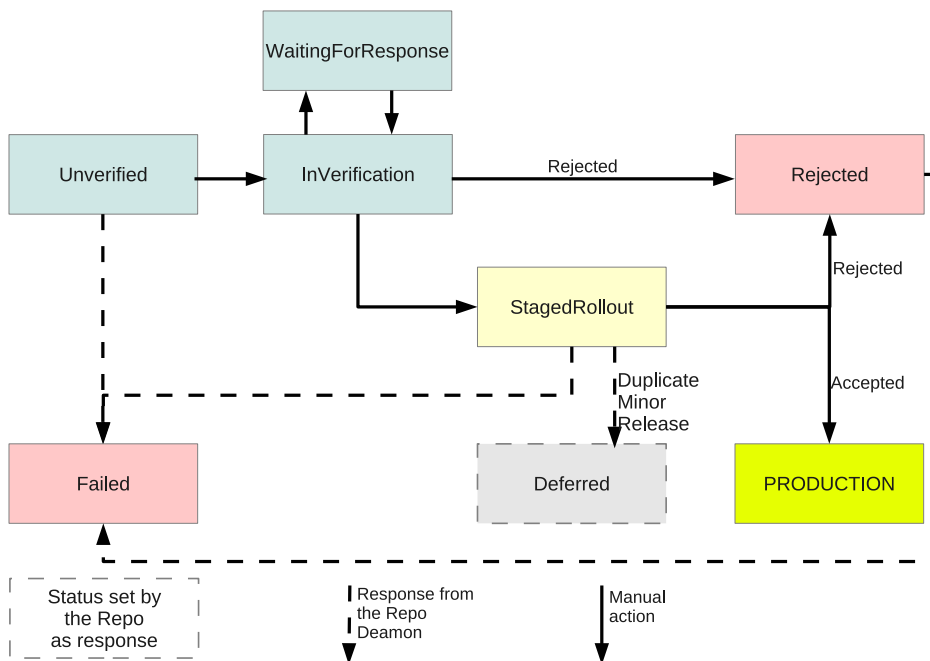 WaitingForResponse
Unverified
InVerification
Rejected
Rejected
StagedRollout
Rejected
Duplicate
Minor
Release
Accepted
Failed
Deferred
PRODUCTION
Status set by
the Repo
as response
Response from
the Repo
Deamon
Manual
action